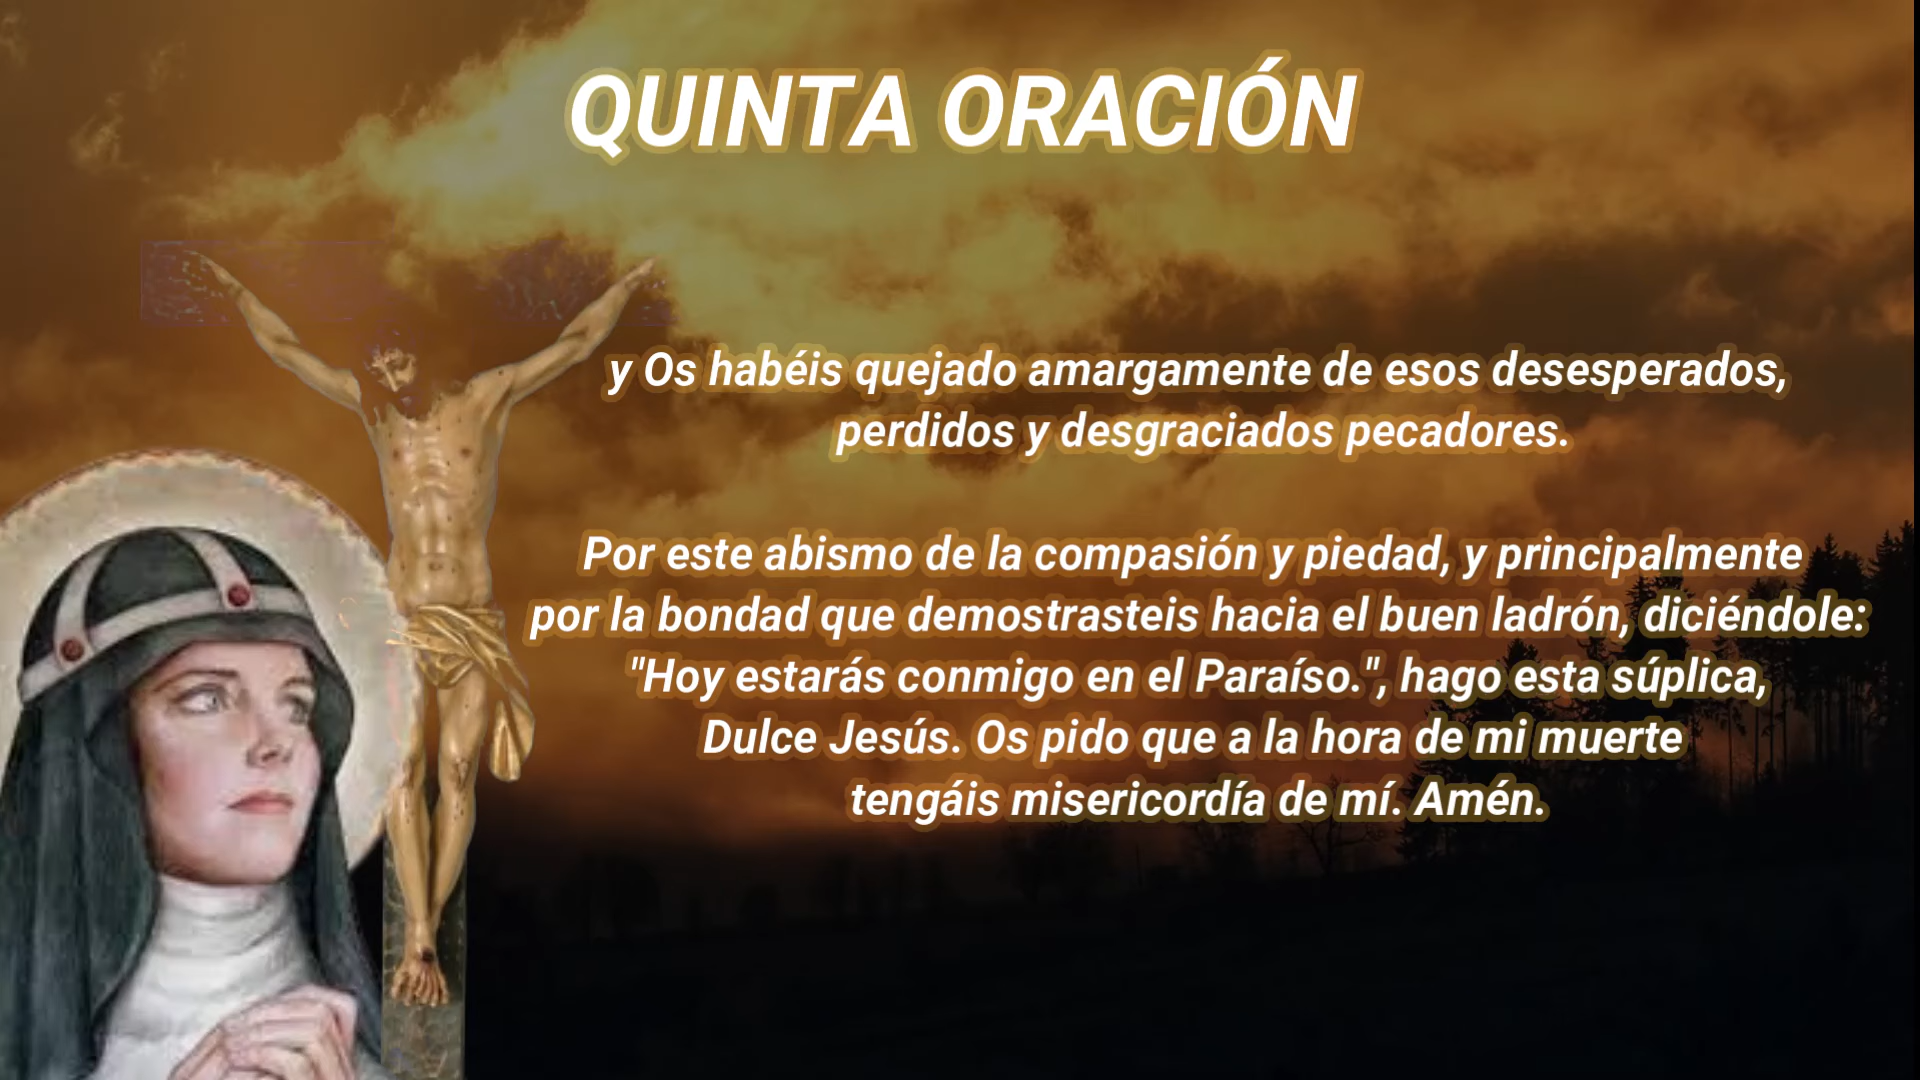 QUINTA ORACIÓN
y Os habéis quejado amargamente de esos desesperados,
perdidos y desgraciados pecadores.
Por este abismo de la compasión y piedad, y principalmente
por la bondad que demostrasteis hacia el buen ladrón, diciéndole:
"Hoy estarás conmigo en el Paraíso.", hago esta súplica,
Dulce Jesús. Os pido que a la hora de mi muerte
tengáis misericordía de mí. Amén.